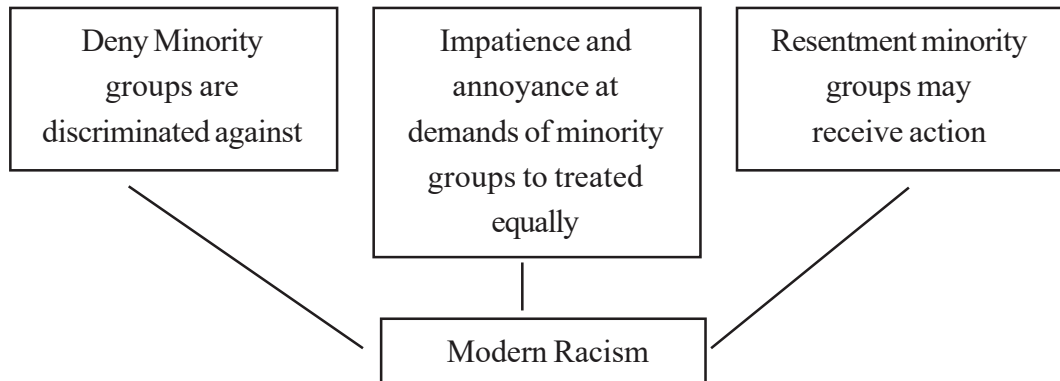 Deny Minority
groups are
discriminated against
Impatience and
annoyance at
demands of minority
groups to treated
equally
Resentment minority
groups may
receive action
Modern Racism